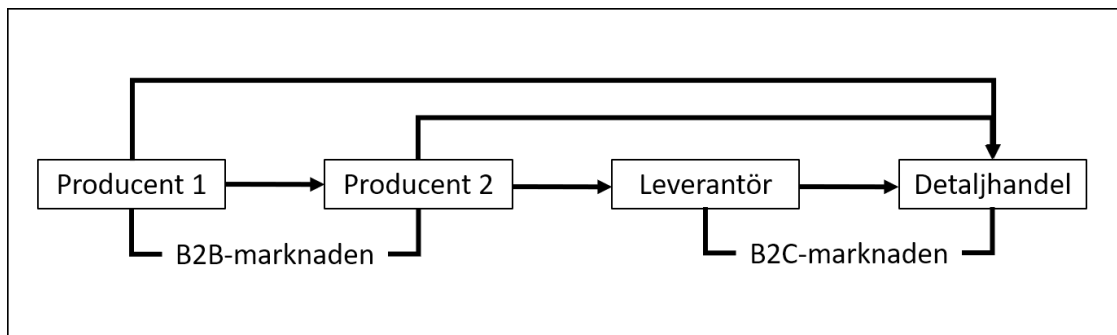 Producent 1
Producent 2
Leverantör
Detaljhandel
B2B-marknaden
B2C-marknaden